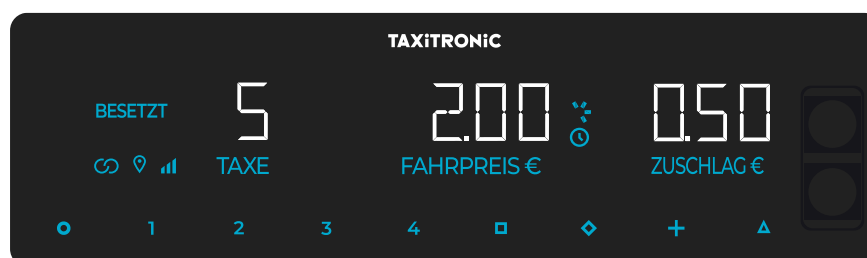 TAXiTRONiC
BESETZT 5 2.00 0.50
TAXE FAHRPREIS € ZUSCHLAG €
1 2 3 4